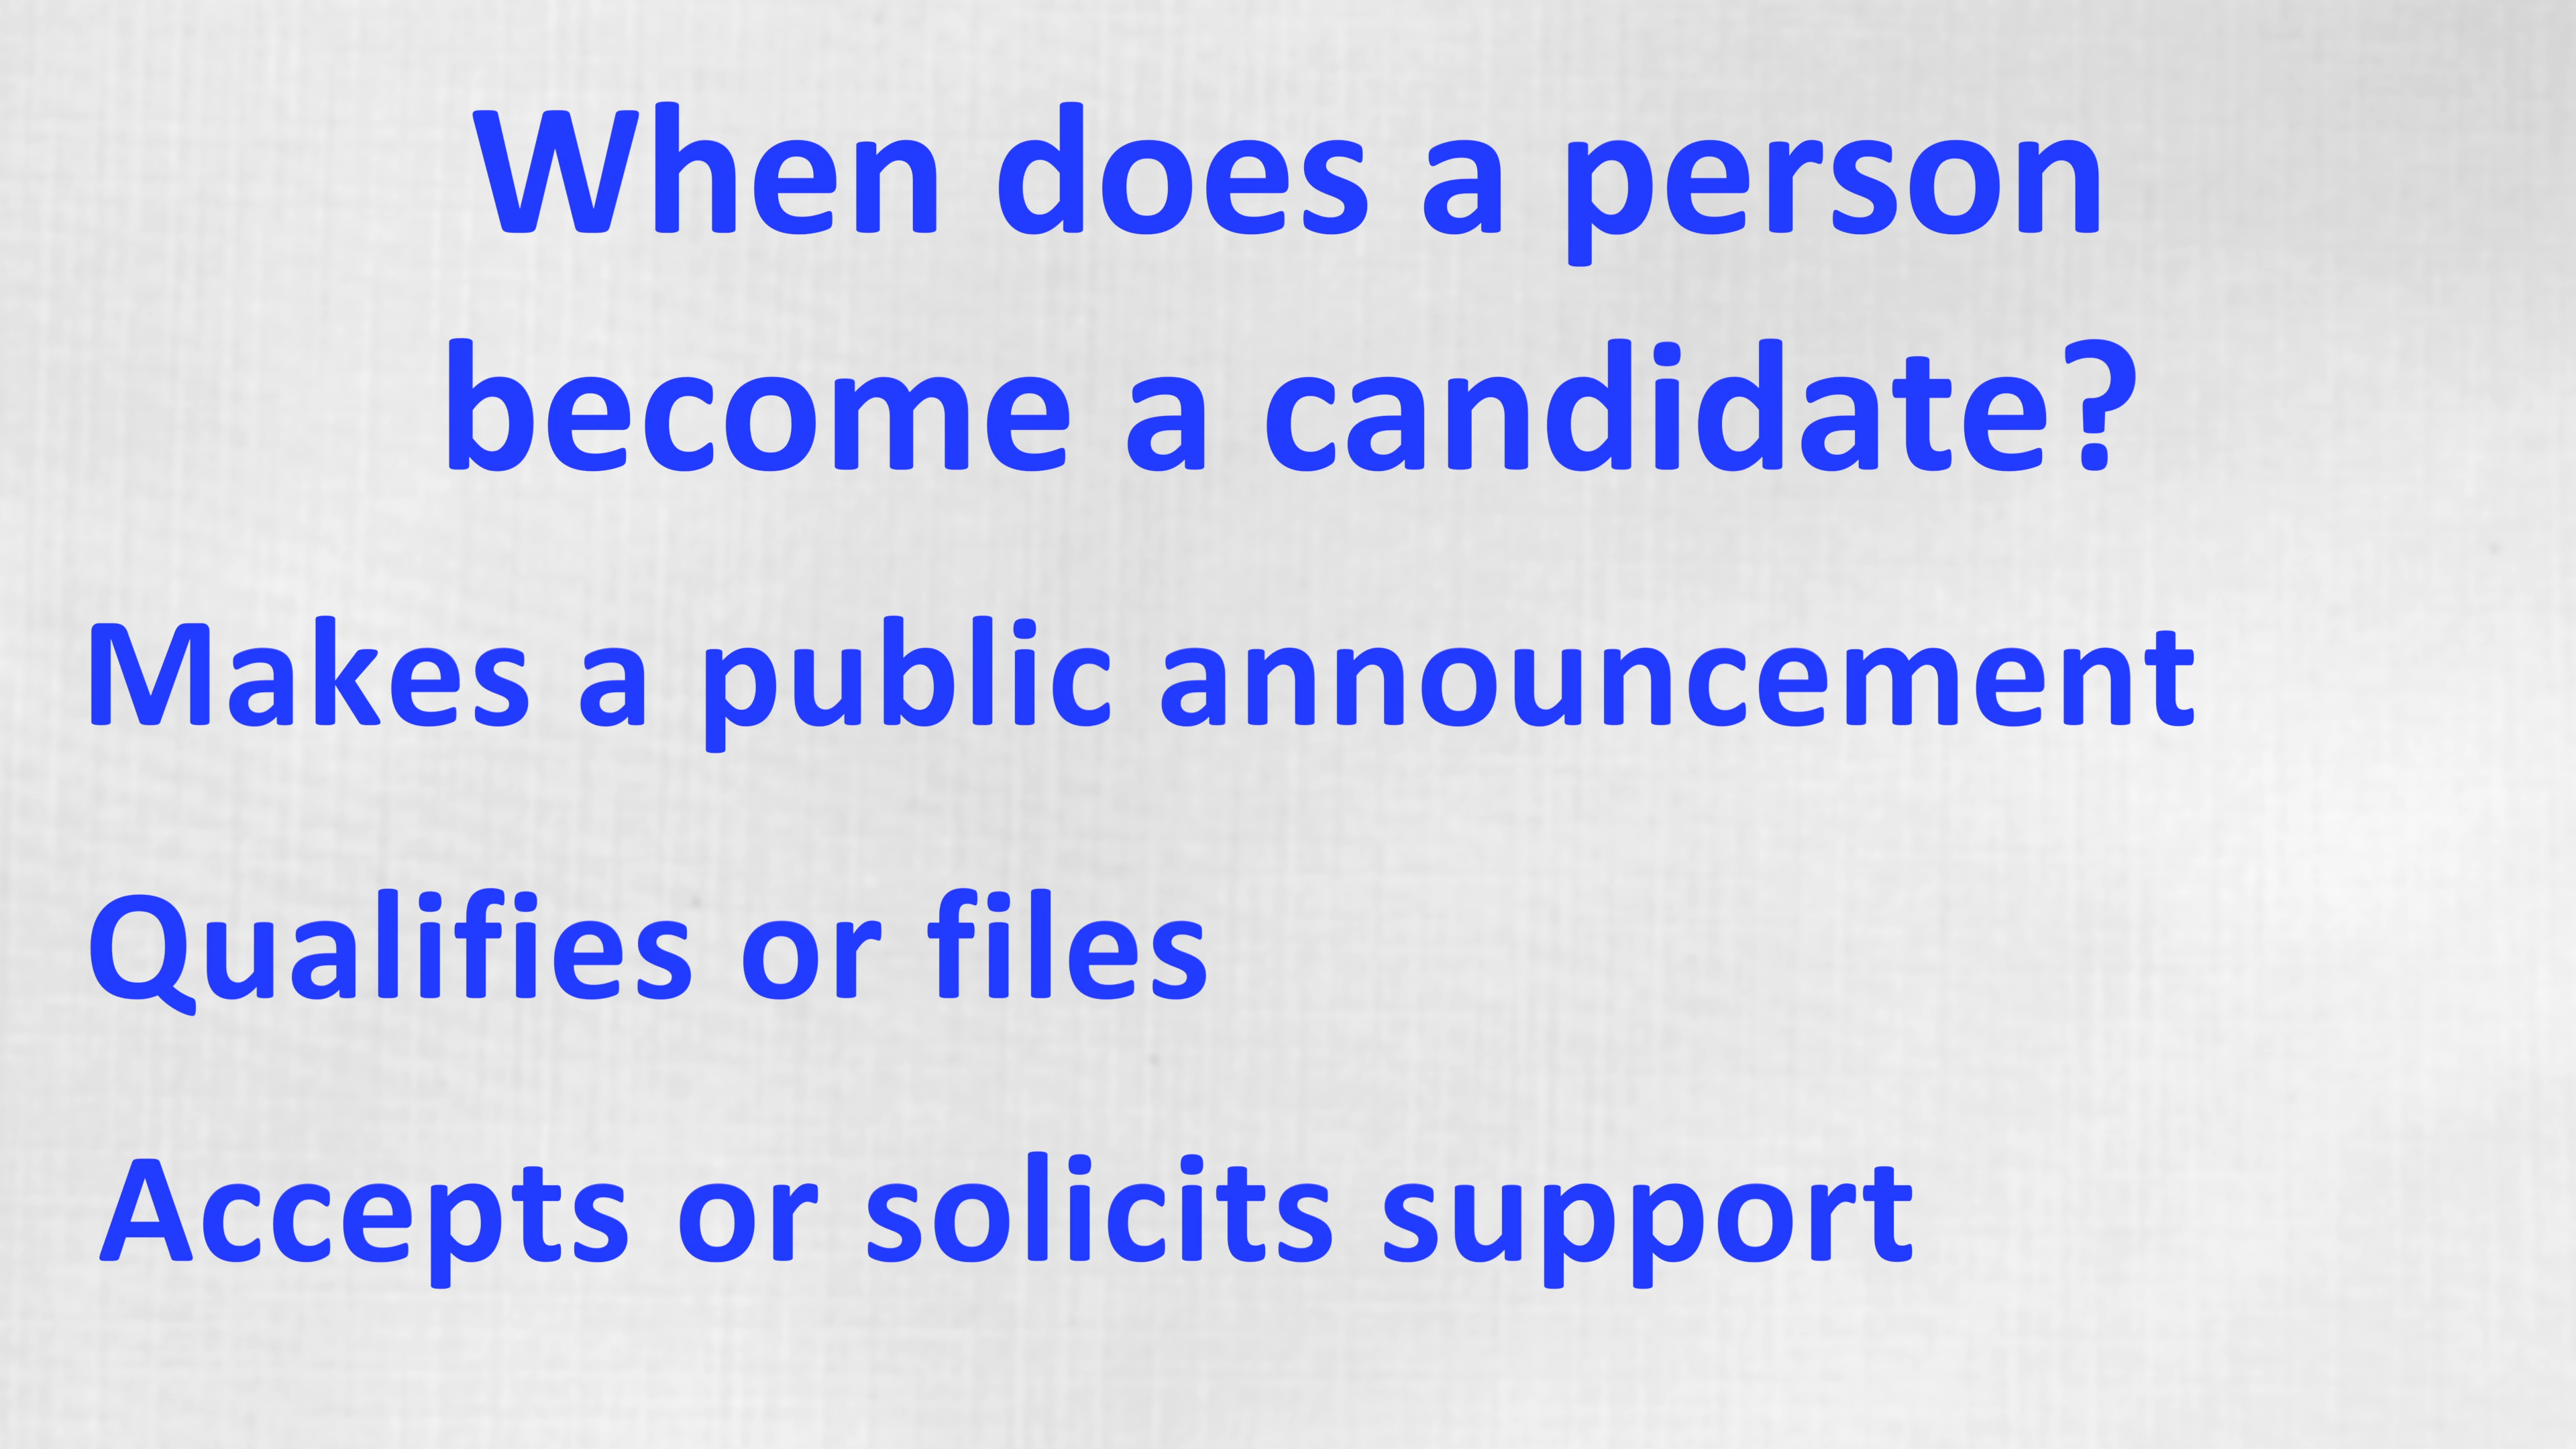 When does a person
become a candidate?
Makes a public announcement
Qualifies or files
Accepts or solicits support